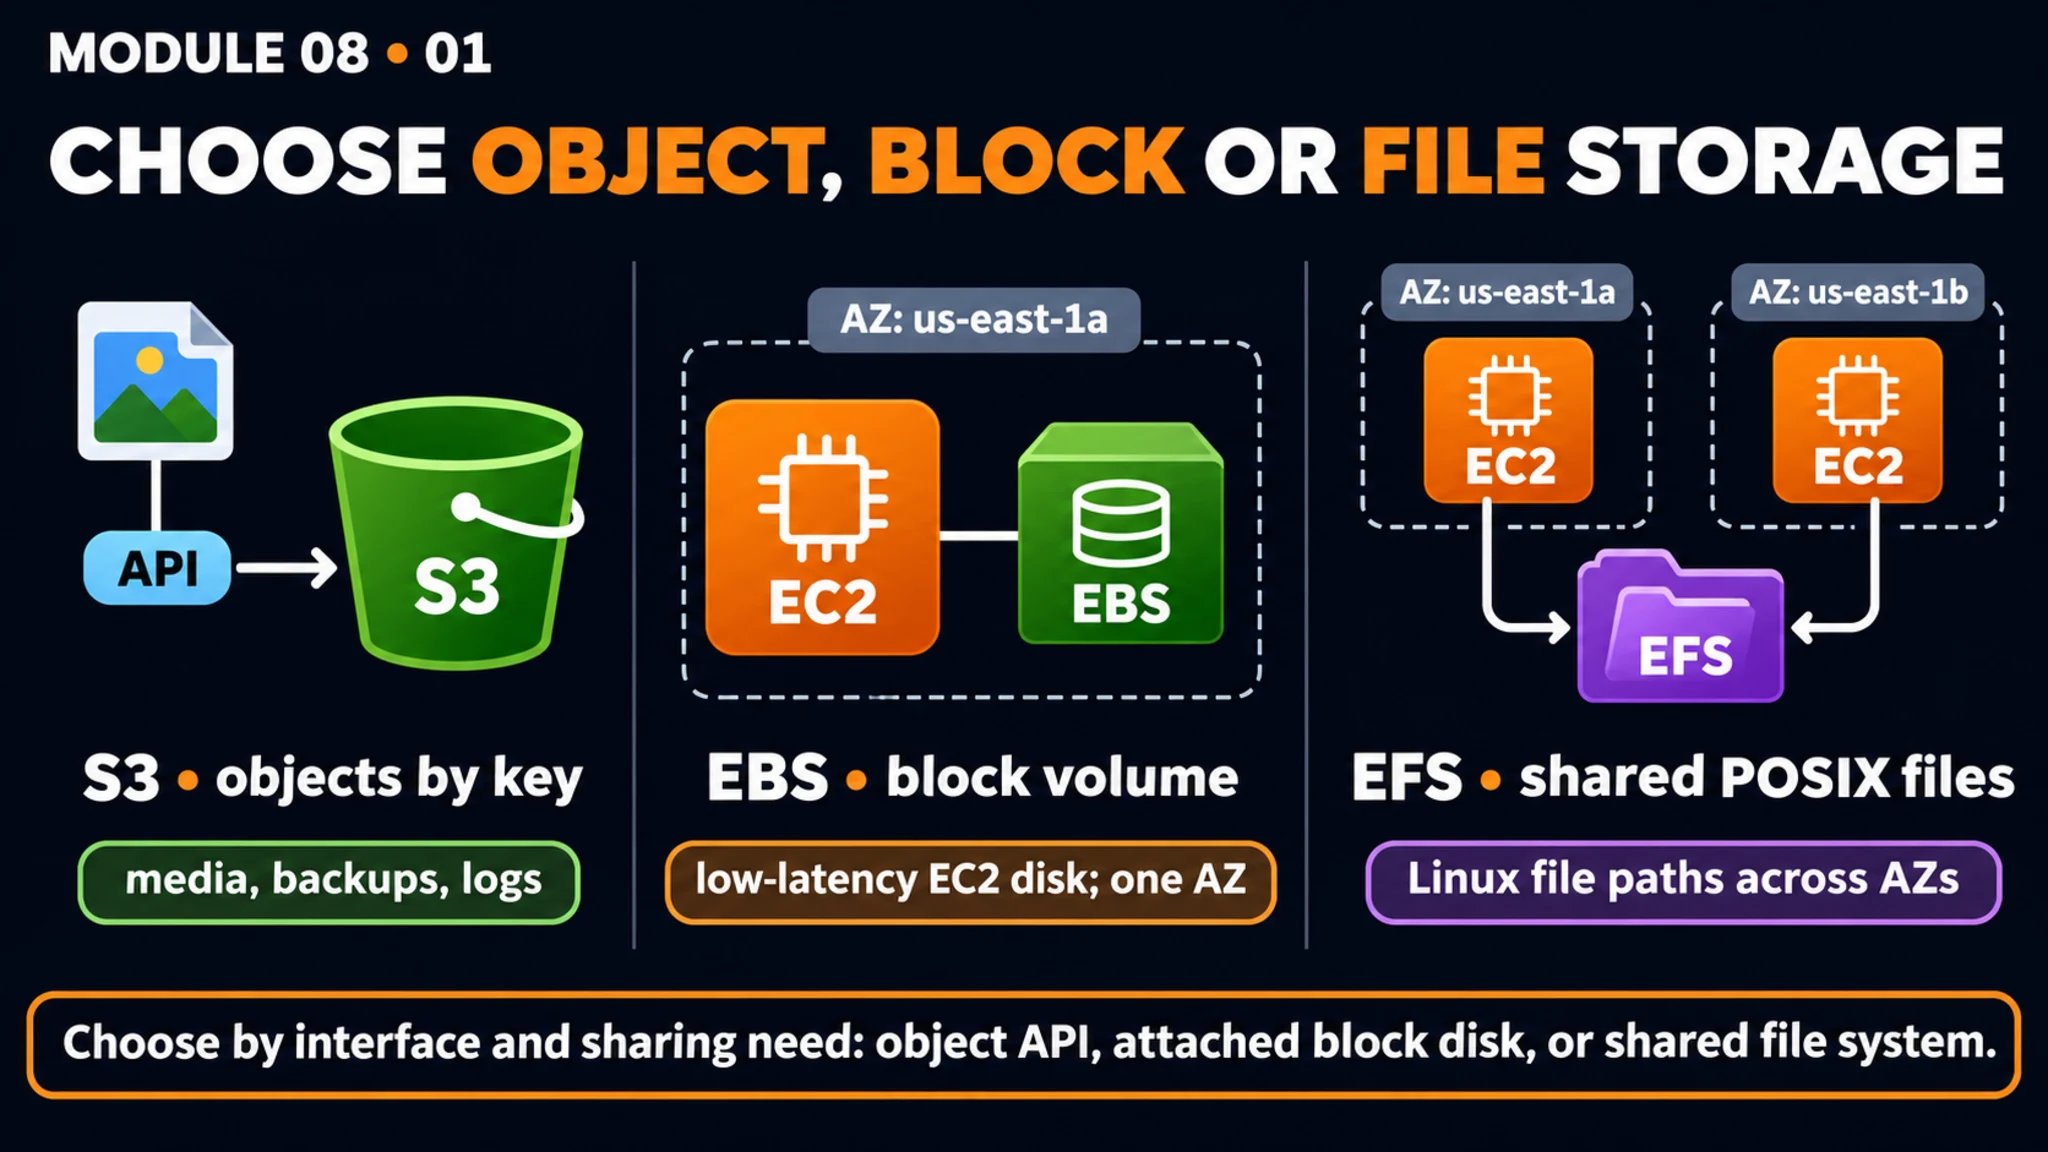 MODULE 08 • 01
CHOOSE OBJECT, BLOCK OR FILE STORAGE
API
S3
S3 • objects by key
media, backups, logs
AZ: us-east-1a
EC2
EBS
EBS • block volume
low-latency EC2 disk; one AZ
AZ: us-east-1a
AZ: us-east-1b
EC2
EC2
EFS
EFS • shared POSIX files
Linux file paths across AZs
Choose by interface and sharing need: object API, attached block disk, or shared file system.